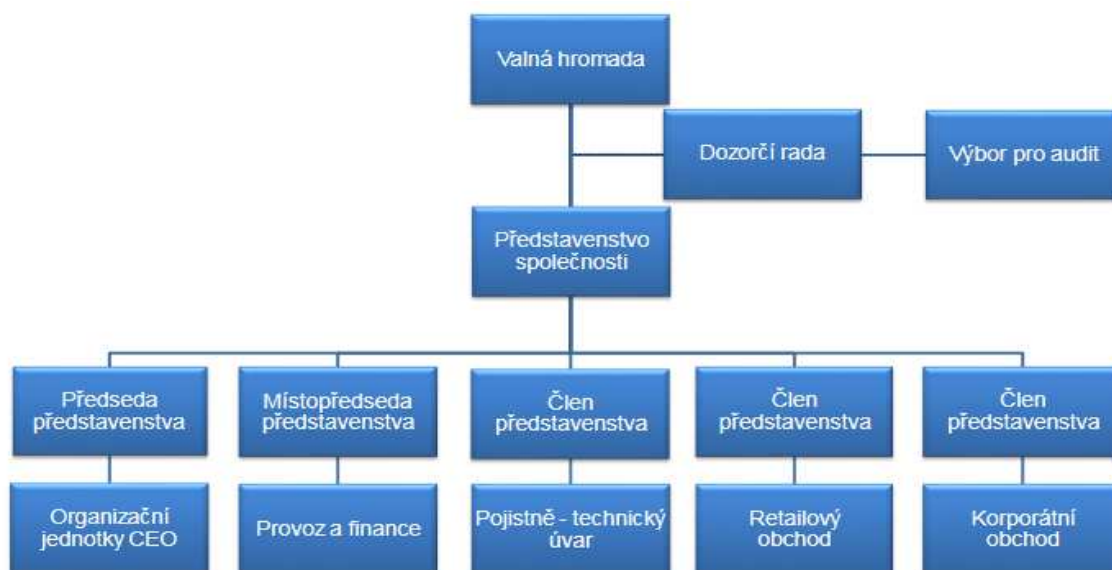 Valná hromada
Dozorčí rada
Výbor pro audit
Představenstvo
společnosti
Předseda
představenstva
Místopředseda
představenstva
Člen
představenstva
Člen
představenstva
Člen
představenstva
Organizační
jednotky CEO
Provoz a finance
Pojistně - technický
úvar
Retailový
obchod
Korporátní
obchod